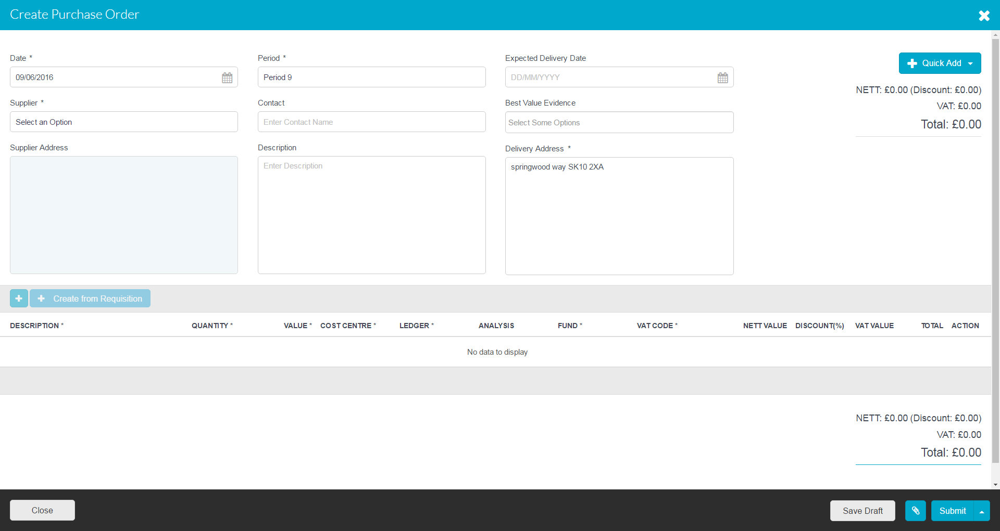 Create Purchase Order
Date *
Period *
Expected Delivery Date
Quick Add
09/06/2016
Period 9
DD/MM/YYYY
NETT: £0.00 (Discount: £0.00)
VAT: £0.00
Total: £0.00
Supplier *
Contact
Best Value Evidence
Select an Option
Enter Contact Name
Select Some Options
Supplier Address
Description
Delivery Address *
Enter Description
springwood way SK10 2XA
Create from Requisition
DESCRIPTION * QUANTITY * VALUE * COST CENTRE * LEDGER * ANALYSIS FUND * VAT CODE * NETT VALUE DISCOUNT(%) VAT VALUE TOTAL ACTION
No data to display
NETT: £0.00 (Discount: £0.00)
VAT: £0.00
Total: £0.00
Close
Save Draft
Submit